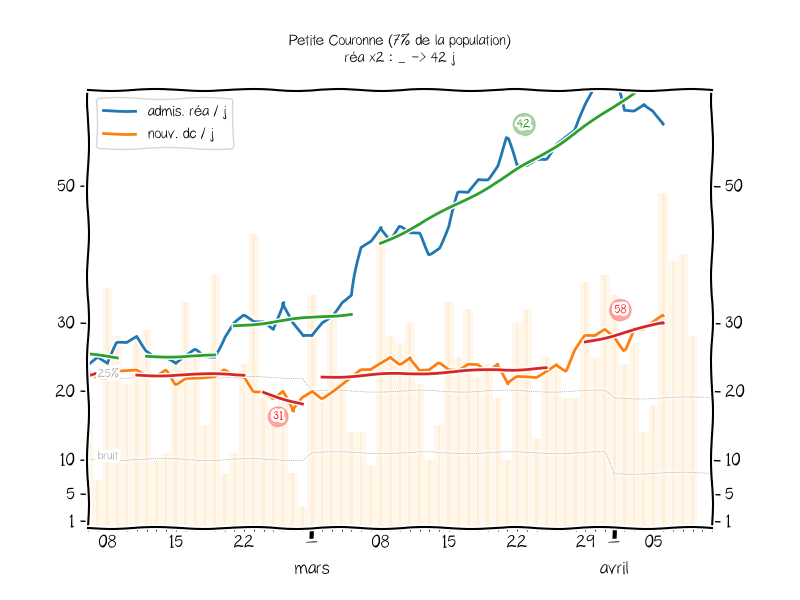 Petite Couronne (7% de la population)
réa x2 : _ -> 42 j
admis. réa / j
nouv. dc / j
42
50
50
58
30
30
25%
20
20
31
bruit
10
10
5
5
1
1
08 15 22 _ 08 15 22 29 _ 05
mars avril